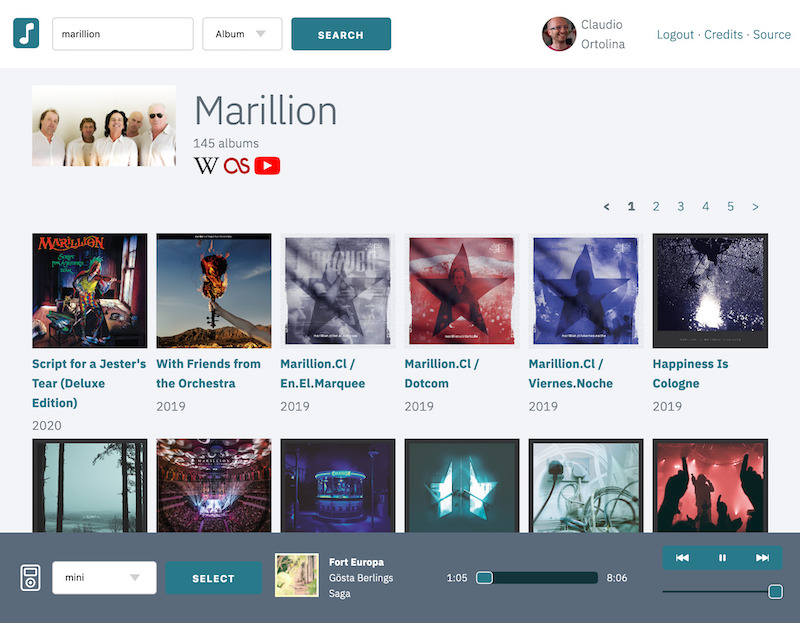 marillion
Album
SEARCH
Claudio
Ortolina
Logout · Credits · Source
Marillion
145 albums
W
< 1 2 3 4 5 >
MARILLION
Script for a Jester's
Tear (Deluxe
Edition)
2020
With Friends from
the Orchestra
2019
Marillion.Cl /
En.El.Marquee
2019
Marillion.Cl /
Dotcom
2019
Marillion.Cl /
Viernes.Noche
2019
Happiness Is
Cologne
2019
MARILLION
mini
SELECT
Fort Europa
Gösta Berlings
Saga
1:05
8:06